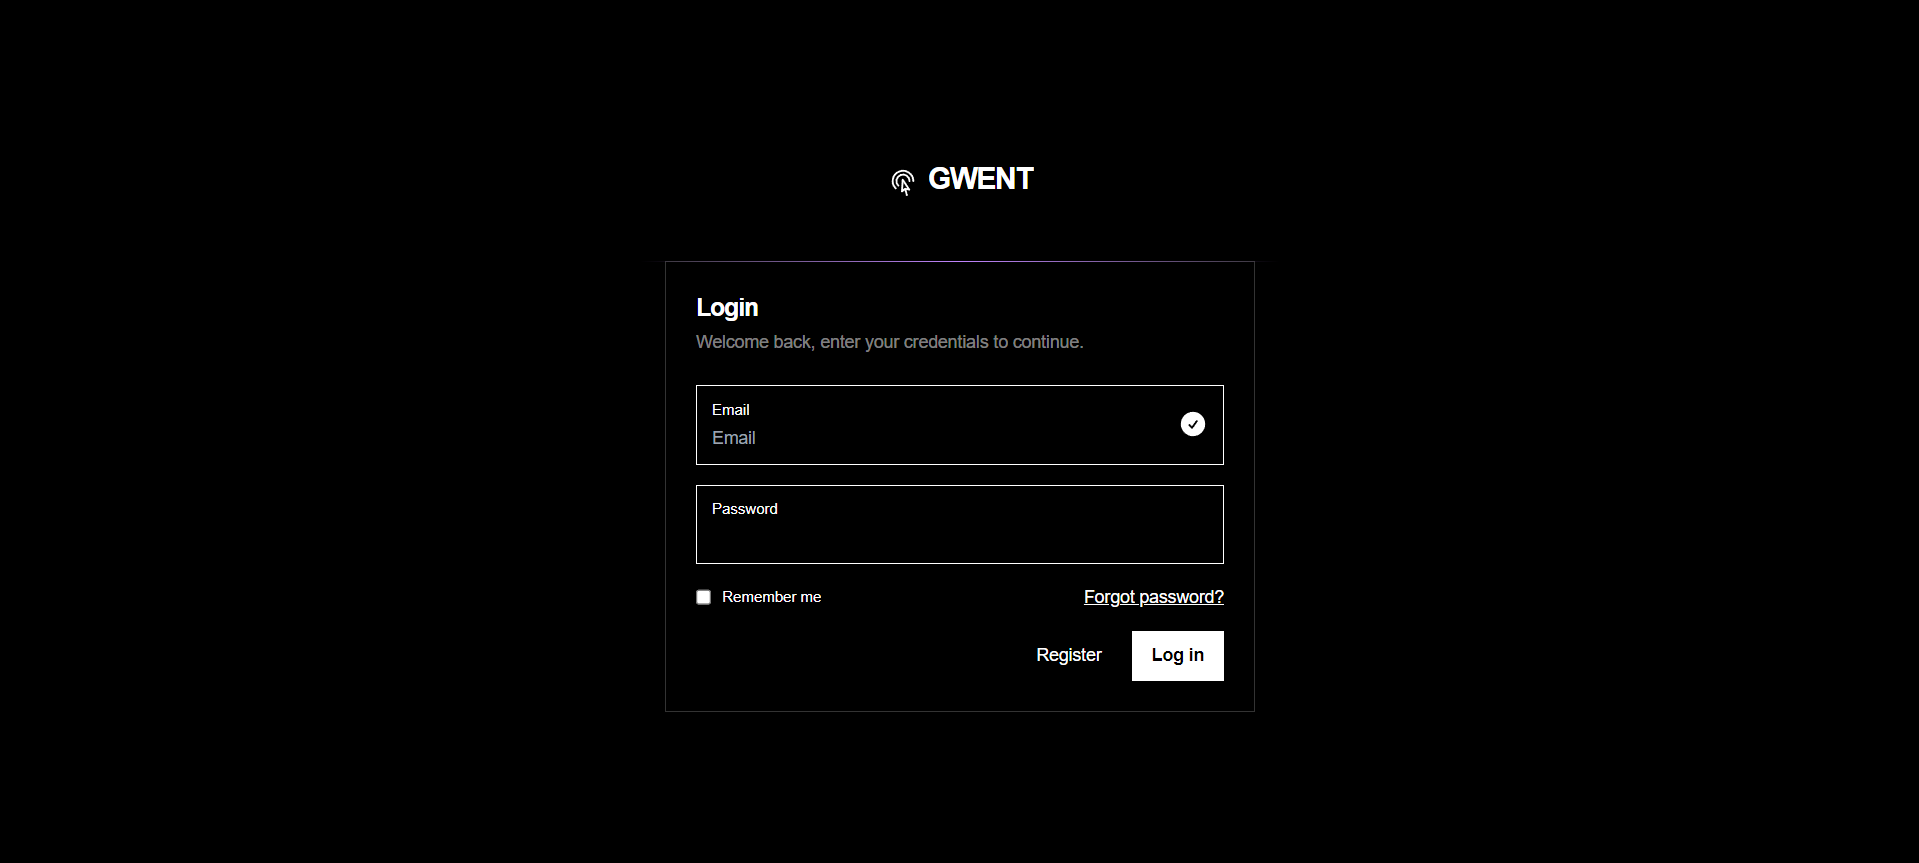 GWENT
Login
Welcome back, enter your credentials to continue.
Email
Email
Password
Remember me
Forgot password?
Register
Log in